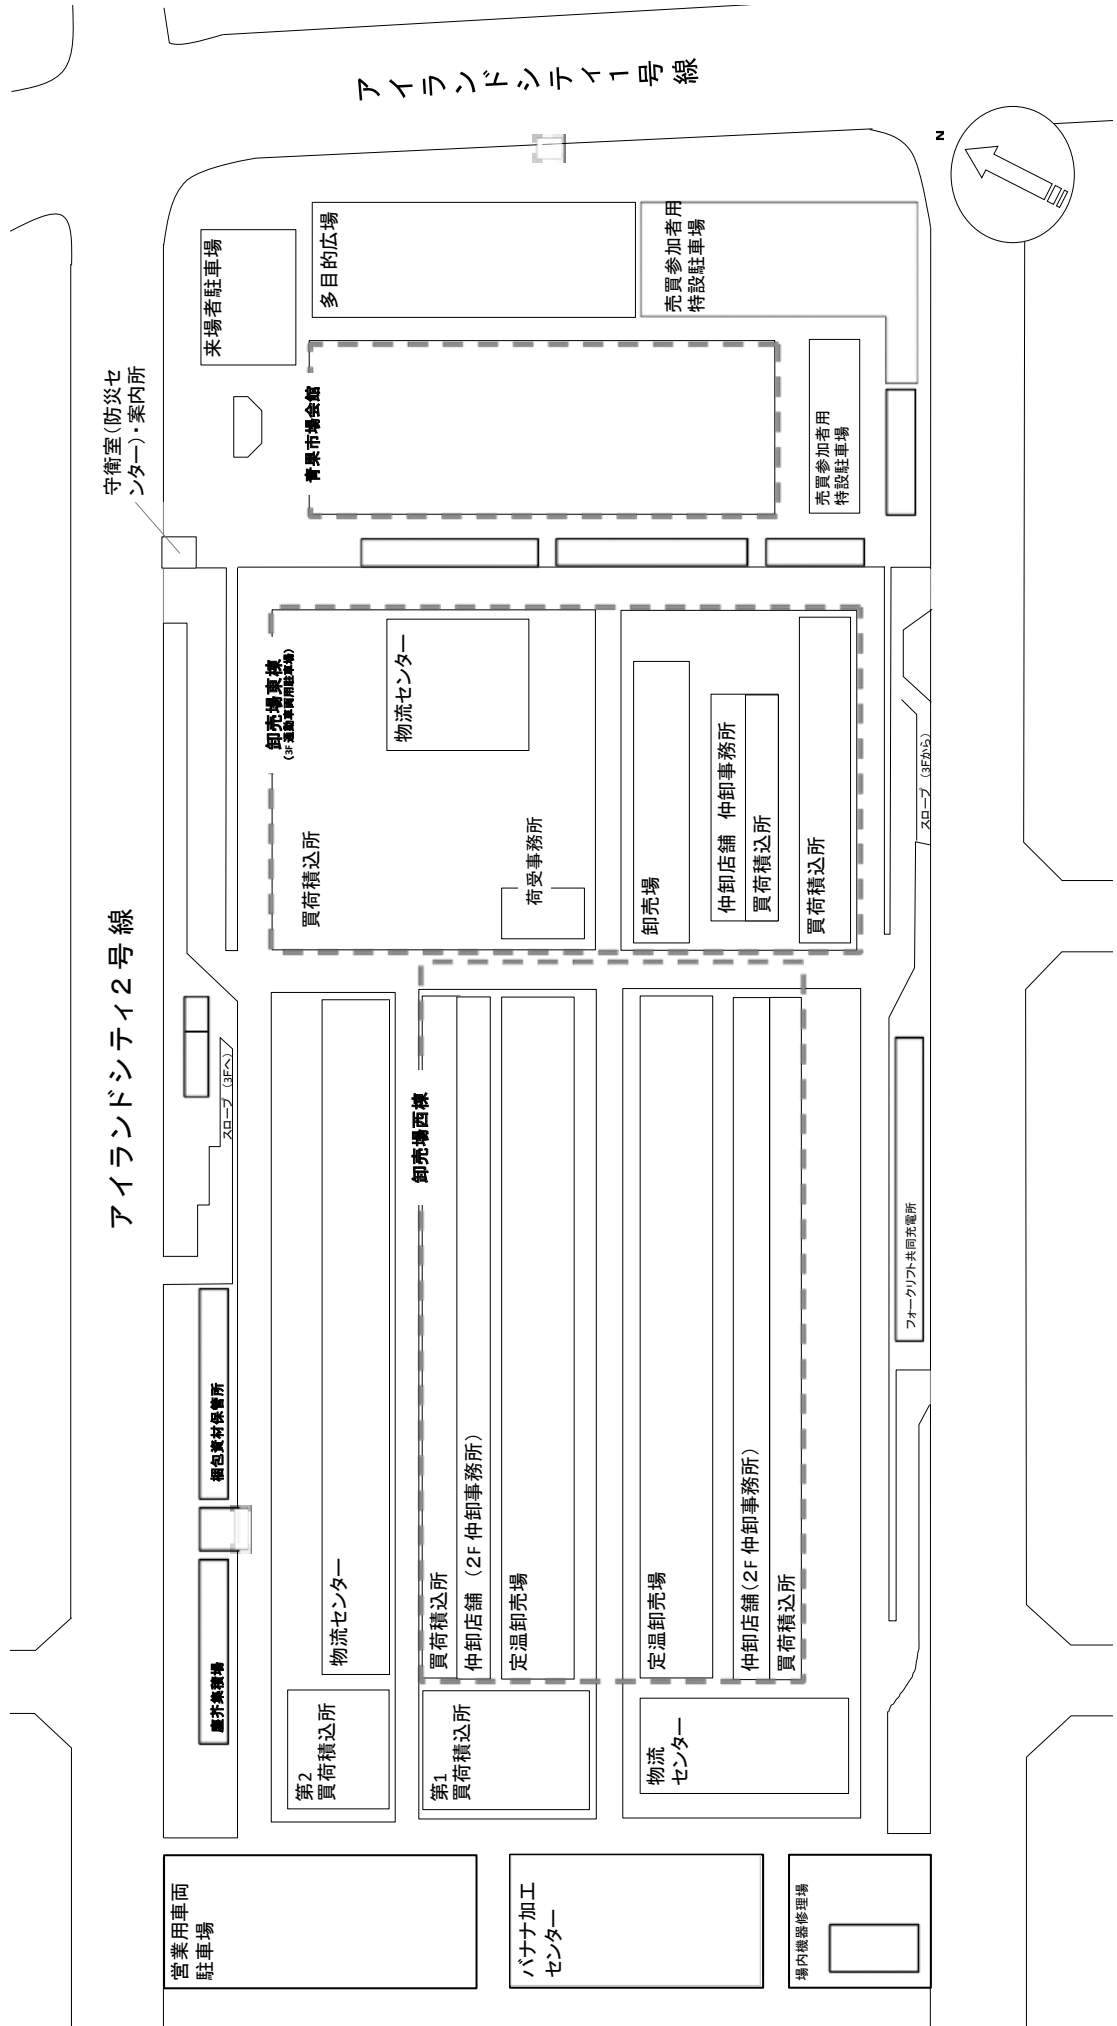 アイランドシティ1号線
N
来場者駐車場
多目的広場
売買参加者用
特設駐車場
守衛室(防災セ
ンター)・案内所
青果市場会館
売買参加者用
特設駐車場
卸売場東棟
(3F 通勤車両用駐車場)
物流センター
買荷積込所
荷受事務所
卸売場
仲卸店舗 仲卸事務所
買荷積込所
買荷積込所
スロープ (3Fから)
アイランドシティ2号線
スロープ (3Fへ)
卸売場西棟
フォークリフト共同充電所
梱包資材保管所
塵芥集積場
物流センター
買荷積込所
仲卸店舗 (2F 仲卸事務所)
定温卸売場
定温卸売場
仲卸店舗(2F 仲卸事務所)
買荷積込所
第2
買荷積込所
第1
買荷積込所
物流
センター
営業用車両
駐車場
バナナ加工
センター
場内機器修理場